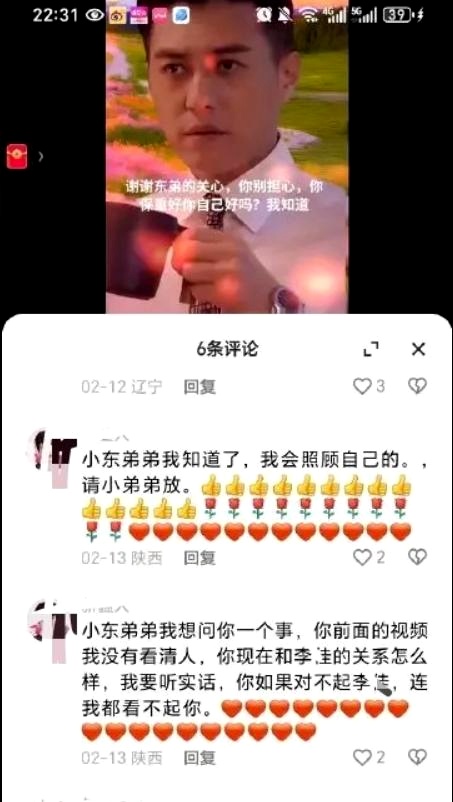 22:31
4G
5G
39
谢谢东弟的关心，你别担心，你
保重好你自己好吗？我知道
6条评论
02-12 辽宁 回复
3
小东弟弟我知道了，我会照顾自己的。，
请小弟弟放。👍👍👍👍👍👍👍👍👍
👍👍👍👍👍🌹🌹🌹🌹🌹🌹🌹🌹
🌹🌹❤️❤️❤️❤️❤️❤️❤️❤️❤️❤️❤️
02-13 陕西 回复
2
小东弟弟我想问你一个事，你前面的视频
我没有看清人，你现在和李的关系怎么
样，我要听实话，你如果对不起李，连
我都看不起你。❤️❤️❤️❤️❤️❤️❤️❤️
❤️❤️❤️❤️❤️❤️❤️❤️❤️❤️
02-13 陕西 回复
2